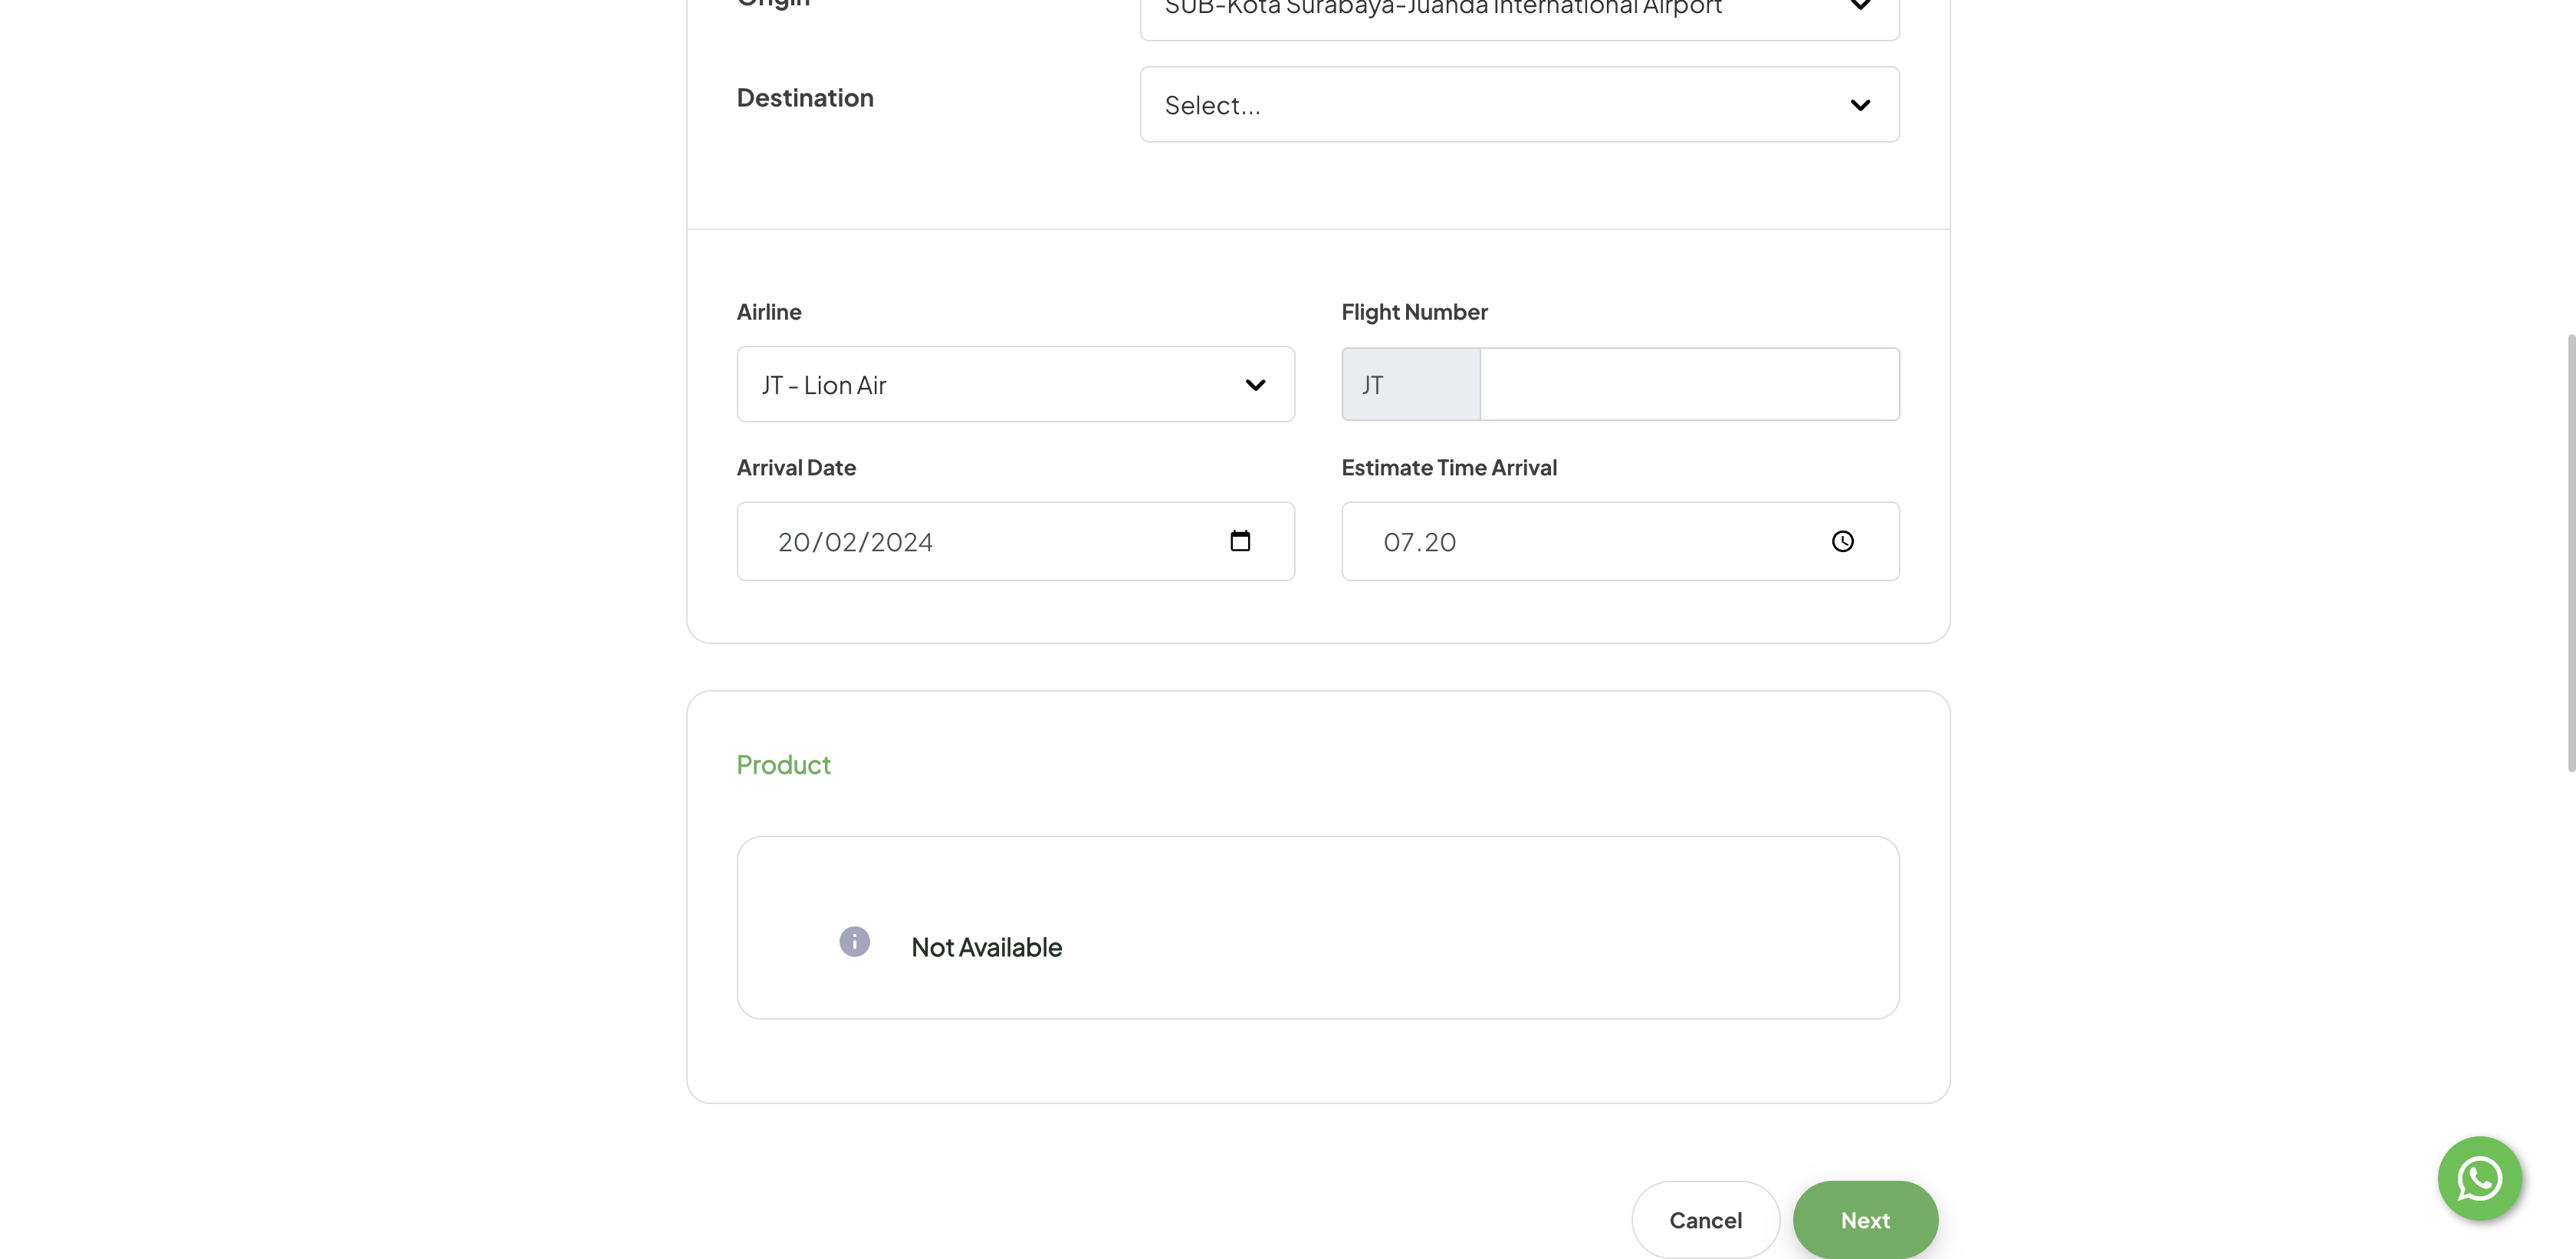 Origin
SUB-Kota Surabaya-Juanda International Airport
Destination
Select...
Airline
Flight Number
JT - Lion Air
JT
Arrival Date
Estimate Time Arrival
20/02/2024
07.20
Product
Not Available
Cancel
Next